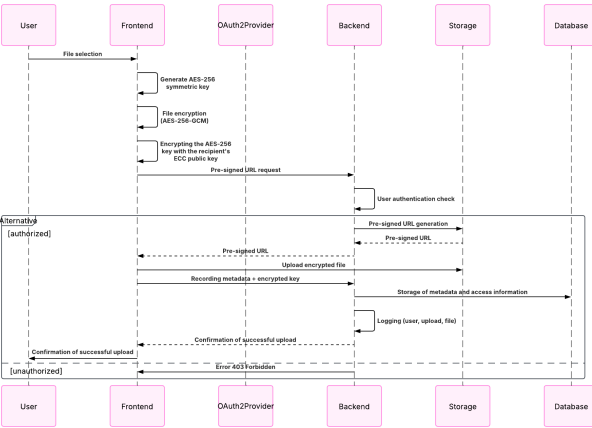 User
Frontend
OAuth2Provider
Backend
Storage
Database
File selection
Generate AES-256
symmetric key
File encryption
(AES-256-GCM)
Encrypting the AES-256
key with the recipient's
ECC public key
Pre-signed URL request
User authentication check
Alternative
[authorized]
Pre-signed URL generation
Pre-signed URL
Pre-signed URL
Upload encrypted file
Recording metadata + encrypted key
Storage of metadata and access information
Logging (user, upload, file)
Confirmation of successful upload
Confirmation of successful upload
[unauthorized]
Error 403 Forbidden
User
Frontend
OAuth2Provider
Backend
Storage
Database